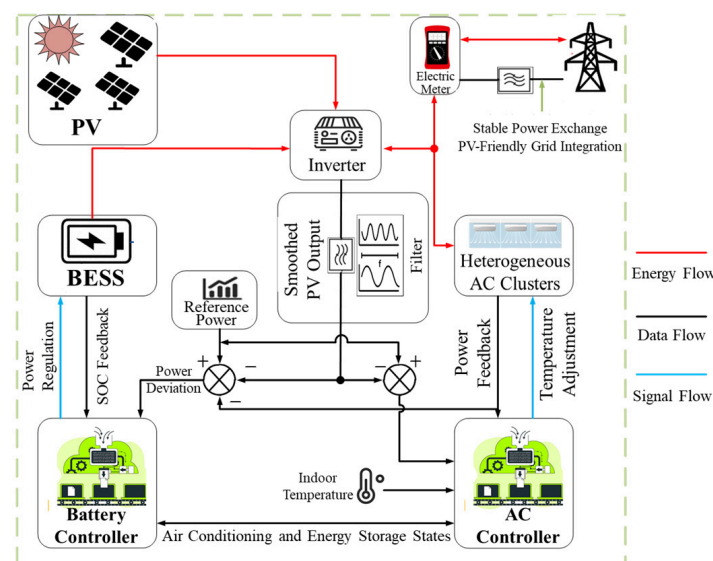 PV
Electric
Meter
Stable Power Exchange
PV-Friendly Grid Integration
Inverter
BESS
Smoothed
PV Output
f
Filter
Heterogeneous
AC Clusters
Reference
Power
Energy Flow
Data Flow
Signal Flow
Power
Regulation
SOC Feedback
Power
Deviation
+
−
−
+
−
Power
Feedback
Temperature
Adjustment
Indoor
Temperature
Battery
Controller
AC
Controller
Air Conditioning and Energy Storage States